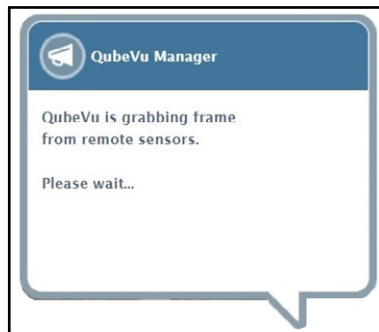 QubeVu Manager
QubeVu is grabbing frame
from remote sensors.
Please wait...